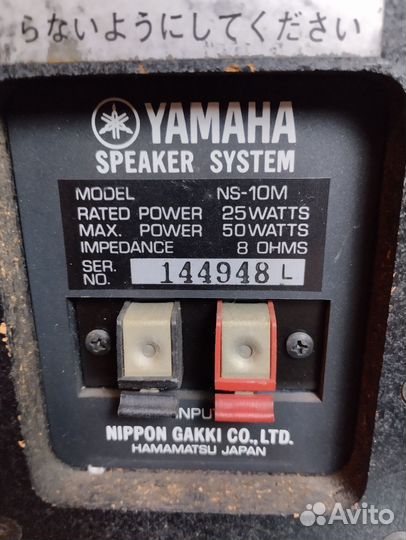 らないようにしてください
YAMAHA
SPEAKER SYSTEM
MODEL NS-10M
RATED POWER 25 WATTS
MAX. POWER 50 WATTS
IMPEDANCE 8 OHMS
SER. NO. 144948 L
INPUT
NIPPON GAKKI CO., LTD.
HAMAMATSU JAPAN
Avito